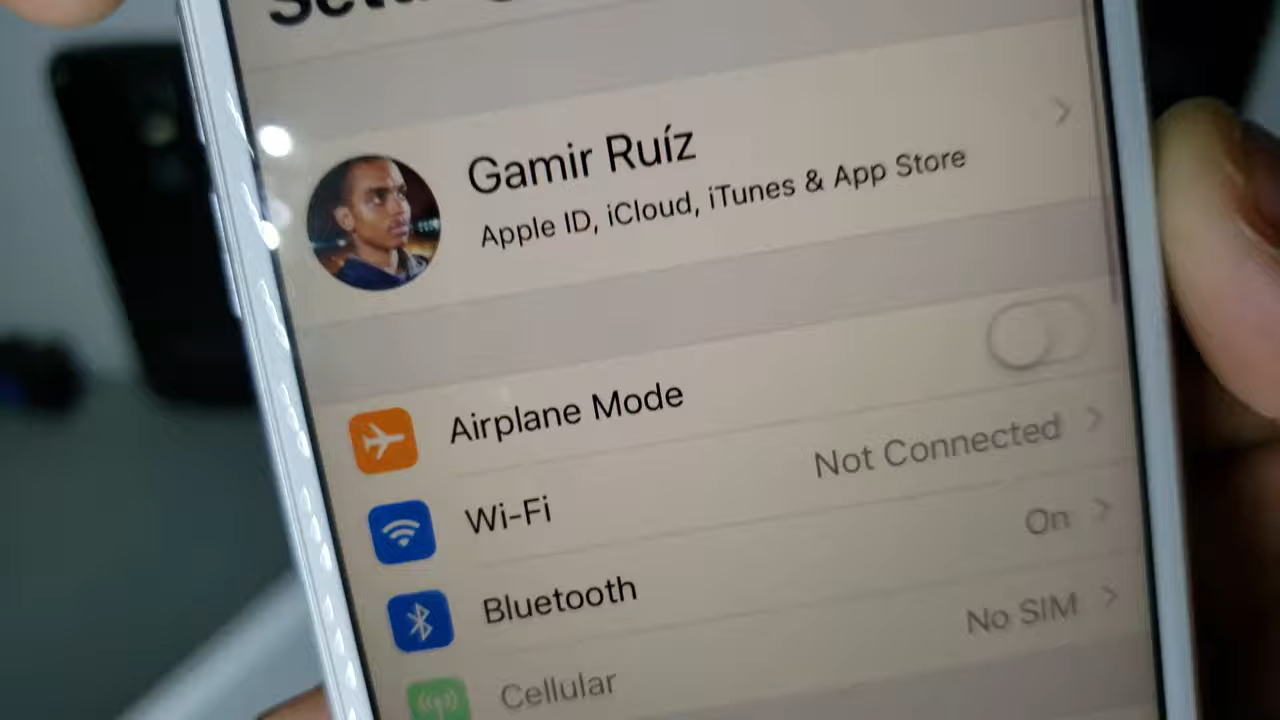 Gamir Ruíz
Apple ID, iCloud, iTunes & App Store
Airplane Mode
Wi-Fi
Not Connected
Bluetooth
On
Cellular
No SIM